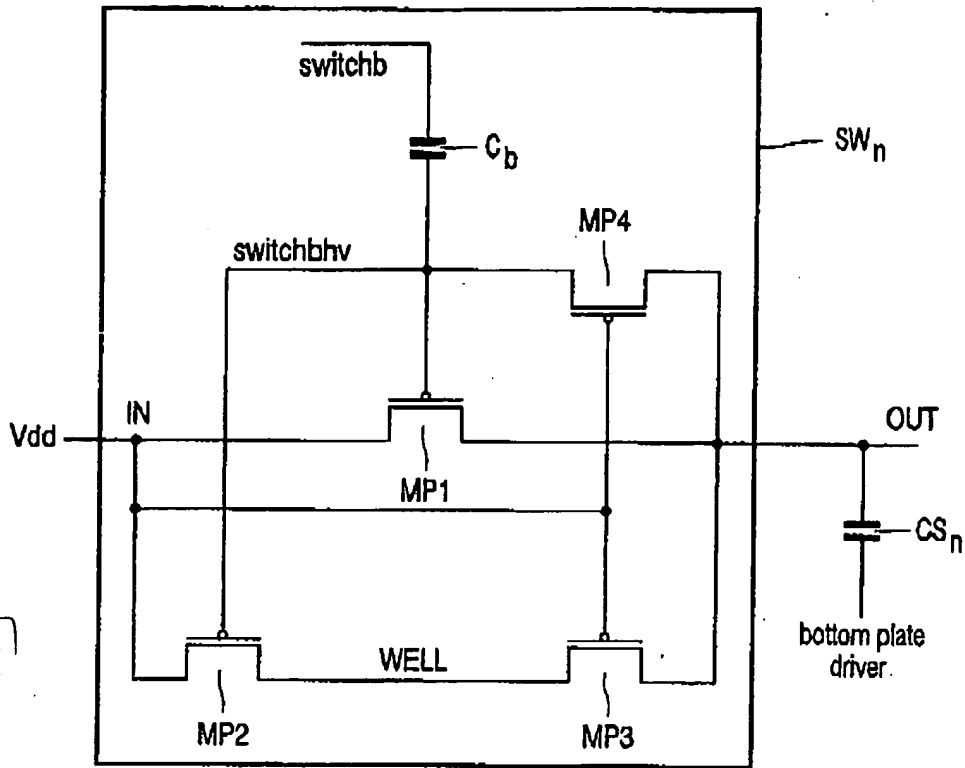 switchb
C_b
SW_n
MP4
switchbhv
IN
Vdd
OUT
MP1
CS_n
WELL
bottom plate
driver
MP2
MP3